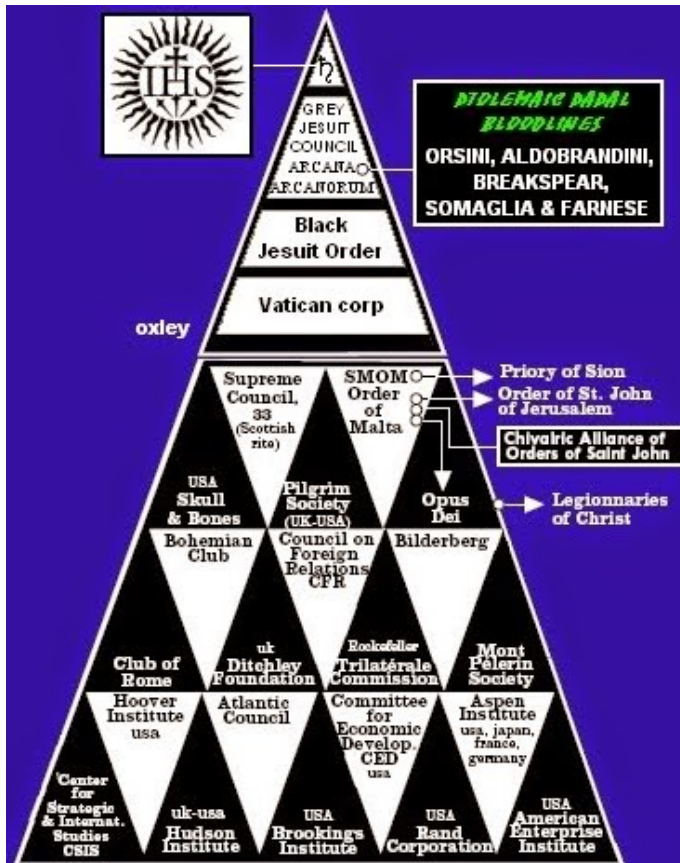 IHS
♄
GREY
JESUIT
COUNCIL
ARCANA
ARCANORUM
PTOLEMAIC PAPAL
BLOODLINES
ORSINI, ALDOBRANDINI,
BREAKSPEAR,
SOMAGLIA & FARNESE
Black
Jesuit Order
Vatican corp
oxley
Supreme
Council,
33
(Scottish
rite)
SMOM
Order
of
Malta
Priory of Sion
Order of St. John
of Jerusalem
Chivalric Alliance of
Orders of Saint John
USA
Skull
& Bones
Pilgrim
Society
(UK-USA)
Opus
Dei
Legionnaries
of Christ
Bohemian
Club
Council on
Foreign
Relations
CFR
Bilderberg
Club of
Rome
uk
Ditchley
Foundation
Rockefeller
Trilatérale
Commission
Mont
Pélerin
Society
Hoover
Institute
usa
Atlantic
Council
Committee
for
Economic
Develop.
CED
usa
Aspen
Institute
usa, japan,
france,
germany
Center
for
Strategic
& Internat.
Studies
CSIS
uk-usa
Hudson
Institute
USA
Brookings
Institute
USA
Rand
Corporation
USA
American
Enterprise
Institute